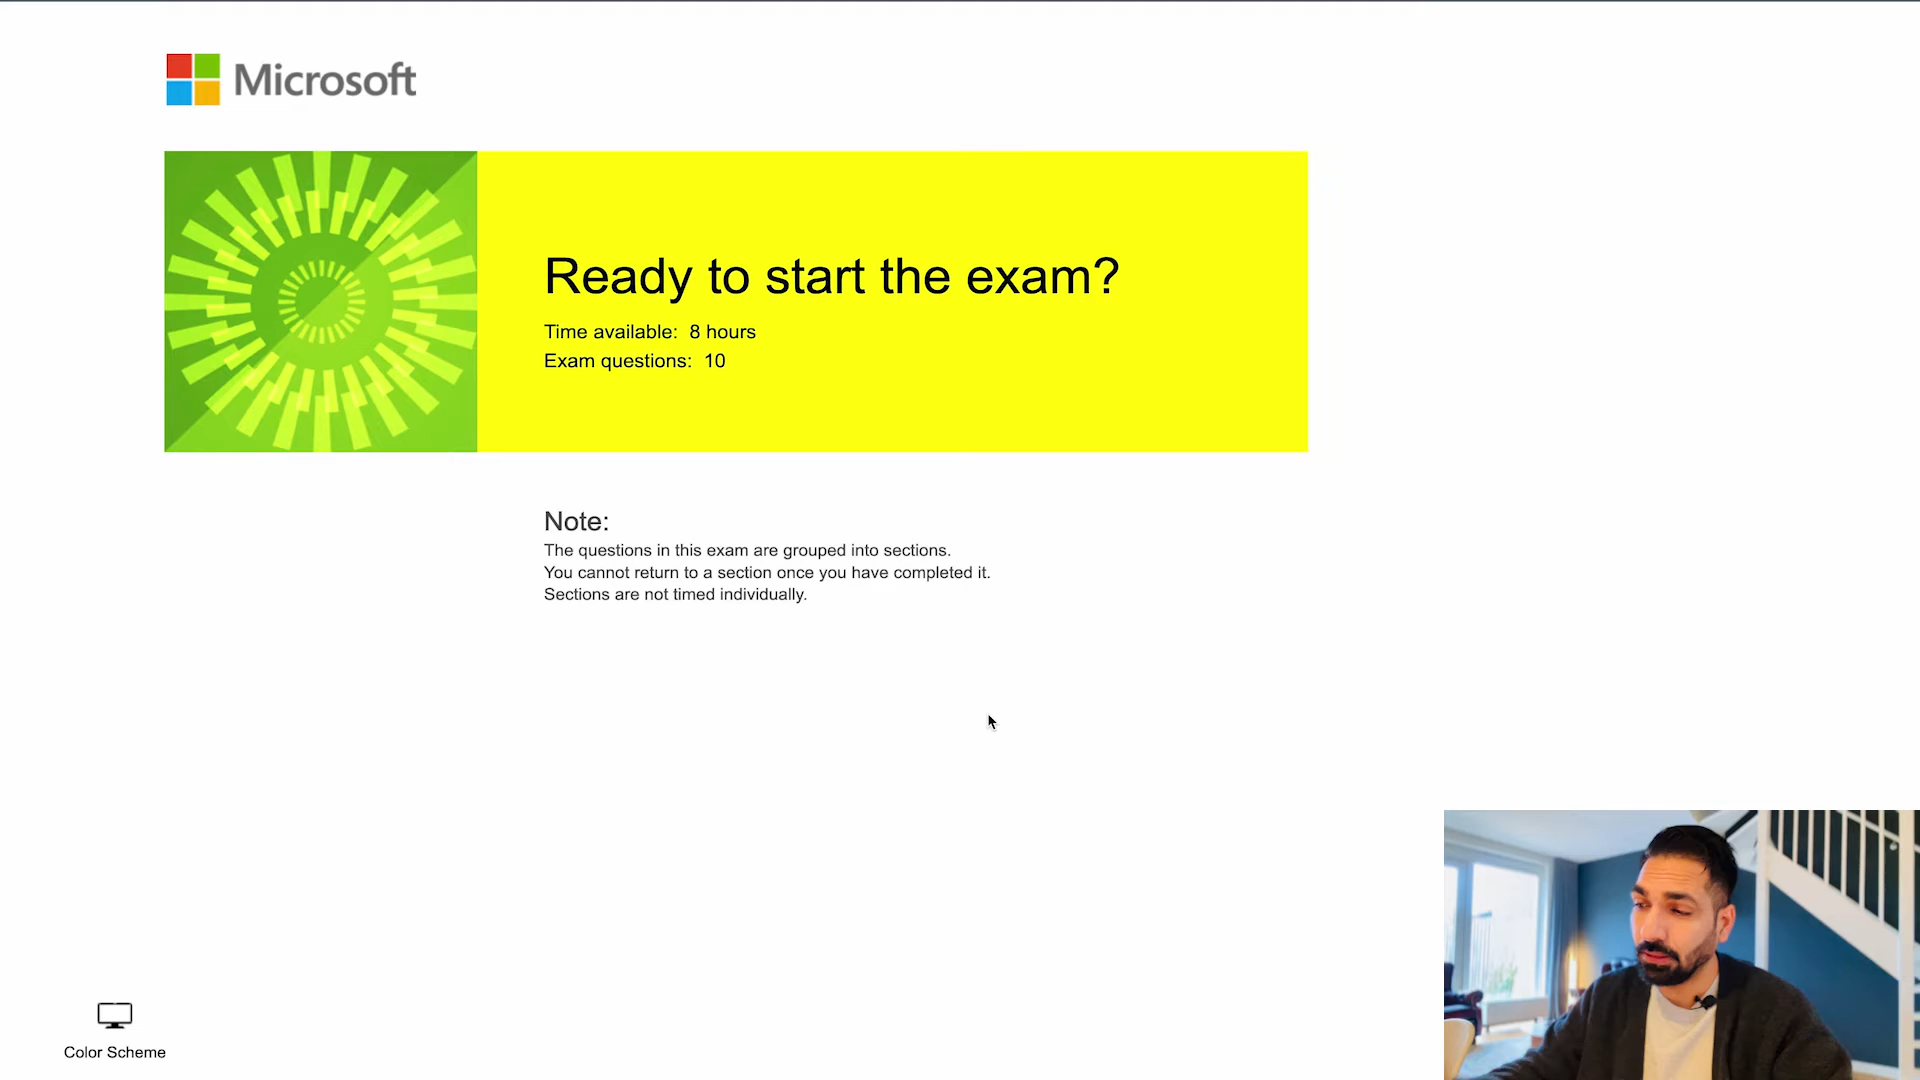 Microsoft
Ready to start the exam?
Time available: 8 hours
Exam questions: 10
Note:
The questions in this exam are grouped into sections.
You cannot return to a section once you have completed it.
Sections are not timed individually.
Color Scheme